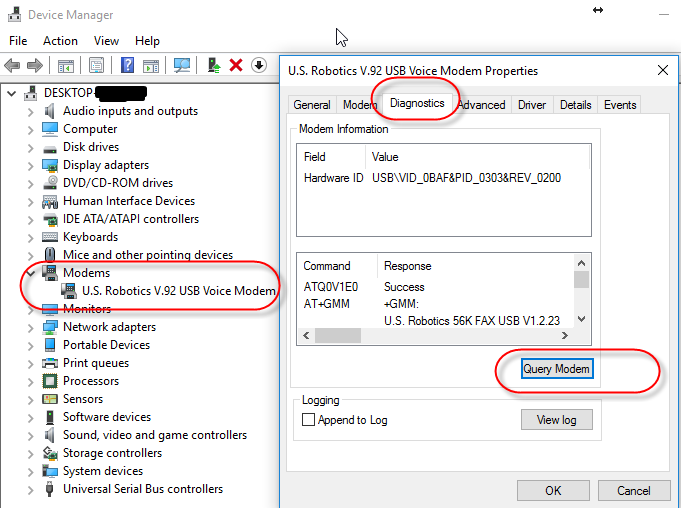 Device Manager
File Action View Help
DESKTOP-
Audio inputs and outputs
Computer
Disk drives
Display adapters
DVD/CD-ROM drives
Human Interface Devices
IDE ATA/ATAPI controllers
Keyboards
Mice and other pointing devices
Modems
U.S. Robotics V.92 USB Voice Modem
Monitors
Network adapters
Portable Devices
Print queues
Processors
Sensors
Software devices
Sound, video and game controllers
Storage controllers
System devices
Universal Serial Bus controllers
U.S. Robotics V.92 USB Voice Modem Properties
General Modem Diagnostics Advanced Driver Details Events
Modem Information
Field Value
Hardware ID USB\VID_0BAF&PID_0303&REV_0200
Command Response
ATQ0V1E0 Success
AT+GMM +GMM:
U.S. Robotics 56K FAX USB V1.2.23
Query Modem
Logging
Append to Log View log
OK Cancel